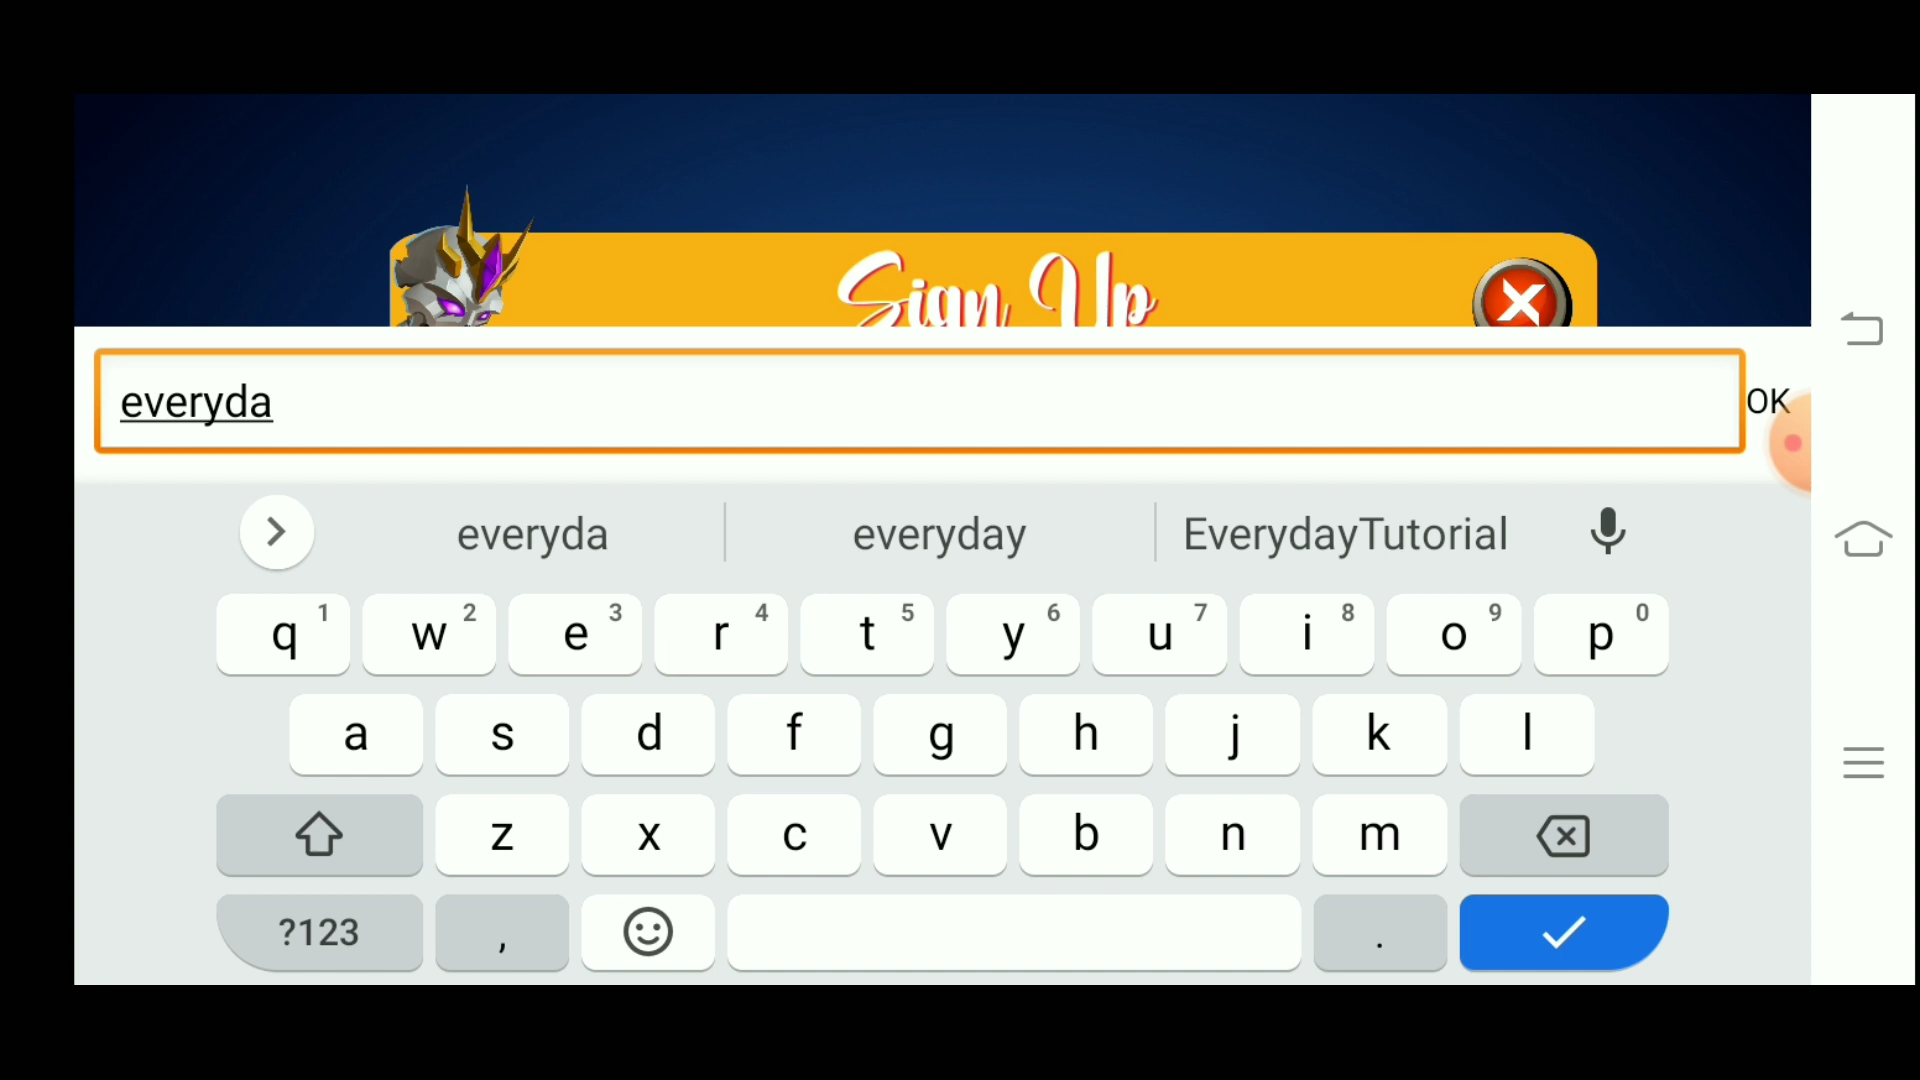 Sign Up
everyda
OK
everyda everyday EverydayTutorial
q 1 w 2 e 3 r 4 t 5 y 6 u 7 i 8 o 9 p 0
a s d f g h j k l
z x c v b n m
?123 , .